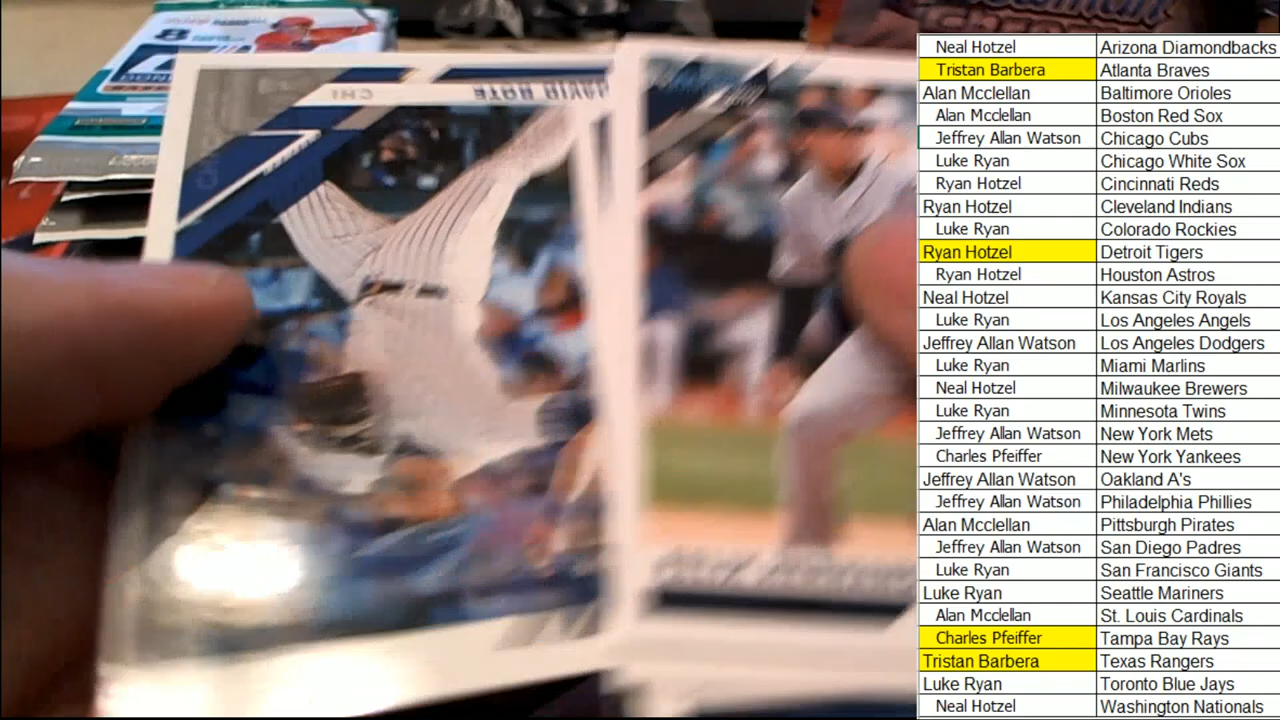 8
Neal Hotzel Arizona Diamondbacks
Tristan Barbera Atlanta Braves
Alan Mcclellan Baltimore Orioles
Alan Mcclellan Boston Red Sox
Jeffrey Allan Watson Chicago Cubs
Luke Ryan Chicago White Sox
Ryan Hotzel Cincinnati Reds
Ryan Hotzel Cleveland Indians
Luke Ryan Colorado Rockies
Ryan Hotzel Detroit Tigers
Ryan Hotzel Houston Astros
Neal Hotzel Kansas City Royals
Luke Ryan Los Angeles Angels
Jeffrey Allan Watson Los Angeles Dodgers
Luke Ryan Miami Marlins
Neal Hotzel Milwaukee Brewers
Luke Ryan Minnesota Twins
Jeffrey Allan Watson New York Mets
Charles Pfeiffer New York Yankees
Jeffrey Allan Watson Oakland A's
Jeffrey Allan Watson Philadelphia Phillies
Alan Mcclellan Pittsburgh Pirates
Jeffrey Allan Watson San Diego Padres
Luke Ryan San Francisco Giants
Luke Ryan Seattle Mariners
Alan Mcclellan St. Louis Cardinals
Charles Pfeiffer Tampa Bay Rays
Tristan Barbera Texas Rangers
Luke Ryan Toronto Blue Jays
Neal Hotzel Washington Nationals